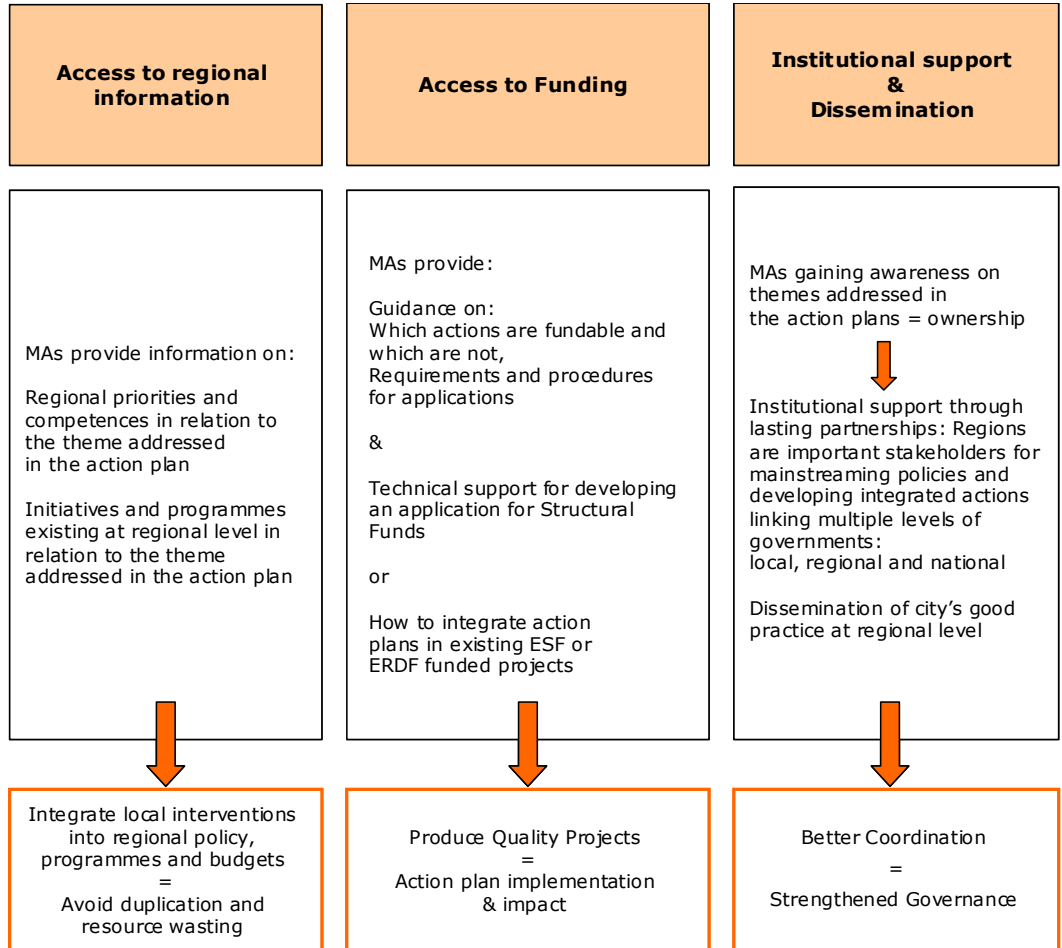 Access to regional
information
Access to Funding
Institutional support
&
Dissemination
MAs provide information on:
Regional priorities and
competences in relation to
the theme addressed
in the action plan
Initiatives and programmes
existing at regional level in
relation to the theme
addressed in the action plan
MAs provide:
Guidance on:
Which actions are fundable and
which are not,
Requirements and procedures
for applications
&
Technical support for developing
an application for Structural
Funds
or
How to integrate action
plans in existing ESF or
ERDF funded projects
MAs gaining awareness on
themes addressed in
the action plans = ownership
Institutional support through
lasting partnerships: Regions
are important stakeholders for
mainstreaming policies and
developing integrated actions
linking multiple levels of
governments:
local, regional and national
Dissemination of city's good
practice at regional level
Integrate local interventions
into regional policy,
programmes and budgets
=
Avoid duplication and
resource wasting
Produce Quality Projects
=
Action plan implementation
& impact
Better Coordination
=
Strengthened Governance